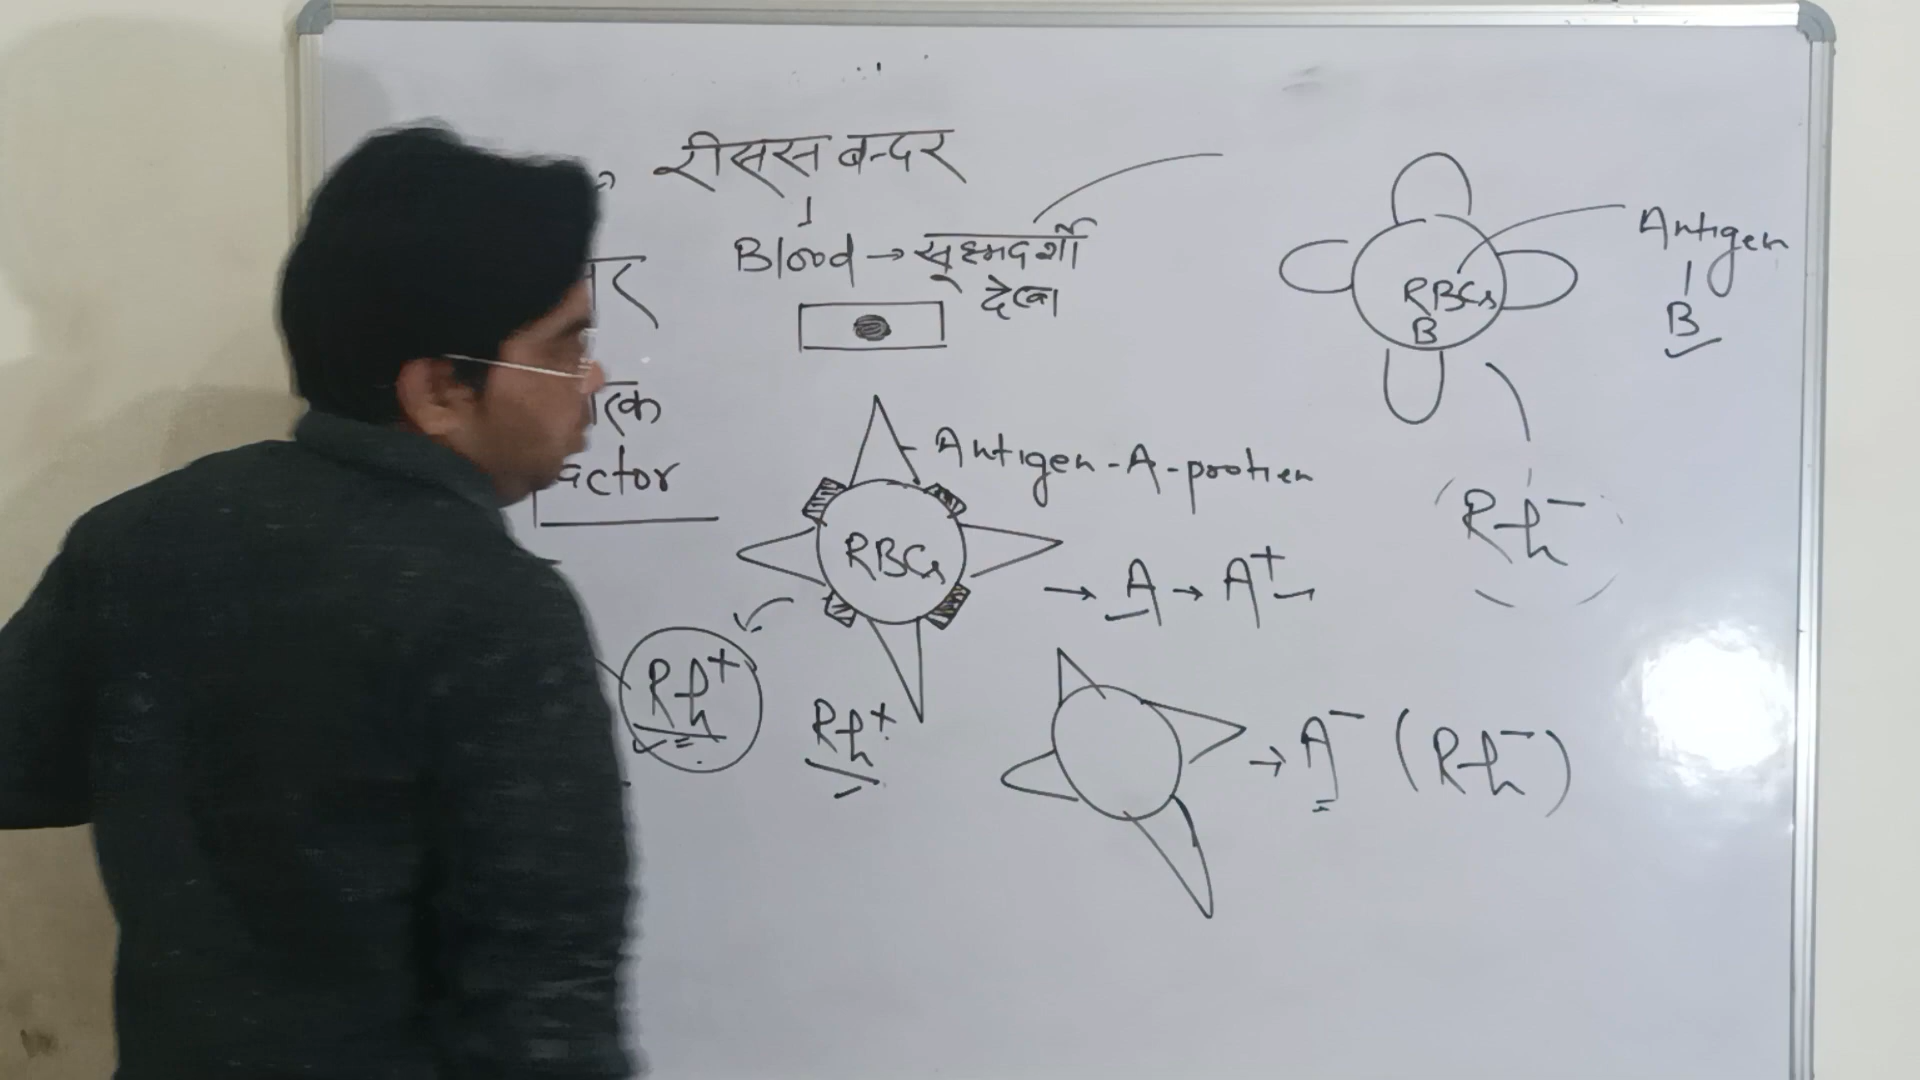 रीसस बन्दर
Blood → सूक्ष्मदर्शी
देखा
RBCs
B
Antigen
B
Rh⁻
actor
Antigen - A - protien
RBCs
→ A → A⁺
Rh⁺
Rh⁺
→ A⁻ (Rh⁻)